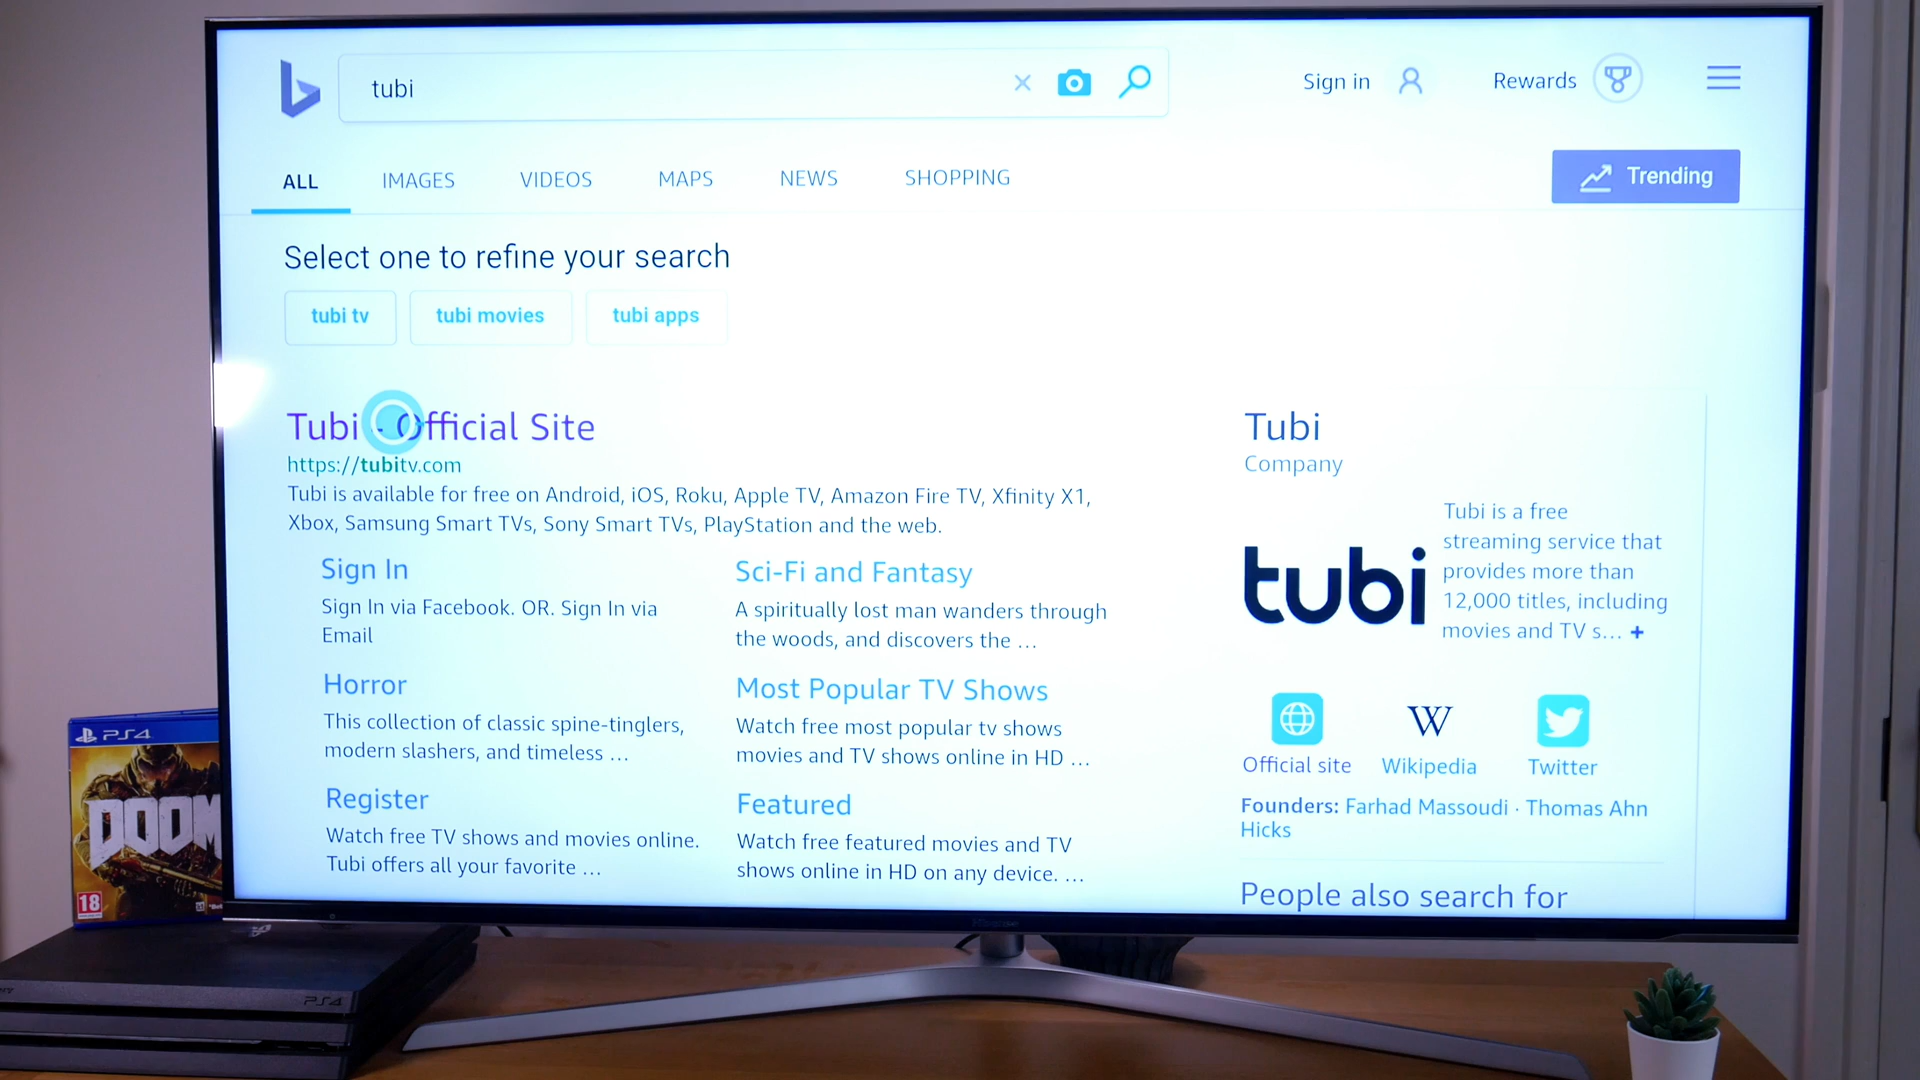 tubi
Sign in
Rewards
ALL
IMAGES
VIDEOS
MAPS
NEWS
SHOPPING
Trending
Select one to refine your search
tubi tv
tubi movies
tubi apps
Tubi - Official Site
https://tubitv.com
Tubi is available for free on Android, iOS, Roku, Apple TV, Amazon Fire TV, Xfinity X1,
Xbox, Samsung Smart TVs, Sony Smart TVs, PlayStation and the web.
Sign In
Sign In via Facebook. OR. Sign In via
Email
Sci-Fi and Fantasy
A spiritually lost man wanders through
the woods, and discovers the ...
Horror
This collection of classic spine-tinglers,
modern slashers, and timeless ...
Most Popular TV Shows
Watch free most popular tv shows
movies and TV shows online in HD ...
Register
Watch free TV shows and movies online.
Tubi offers all your favorite ...
Featured
Watch free featured movies and TV
shows online in HD on any device. ...
Tubi
Company
tubi
Tubi is a free
streaming service that
provides more than
12,000 titles, including
movies and TV s... +
W
Official site
Wikipedia
Twitter
Founders: Farhad Massoudi · Thomas Ahn
Hicks
People also search for
PS4
DOOM
18
Hisense
PS4